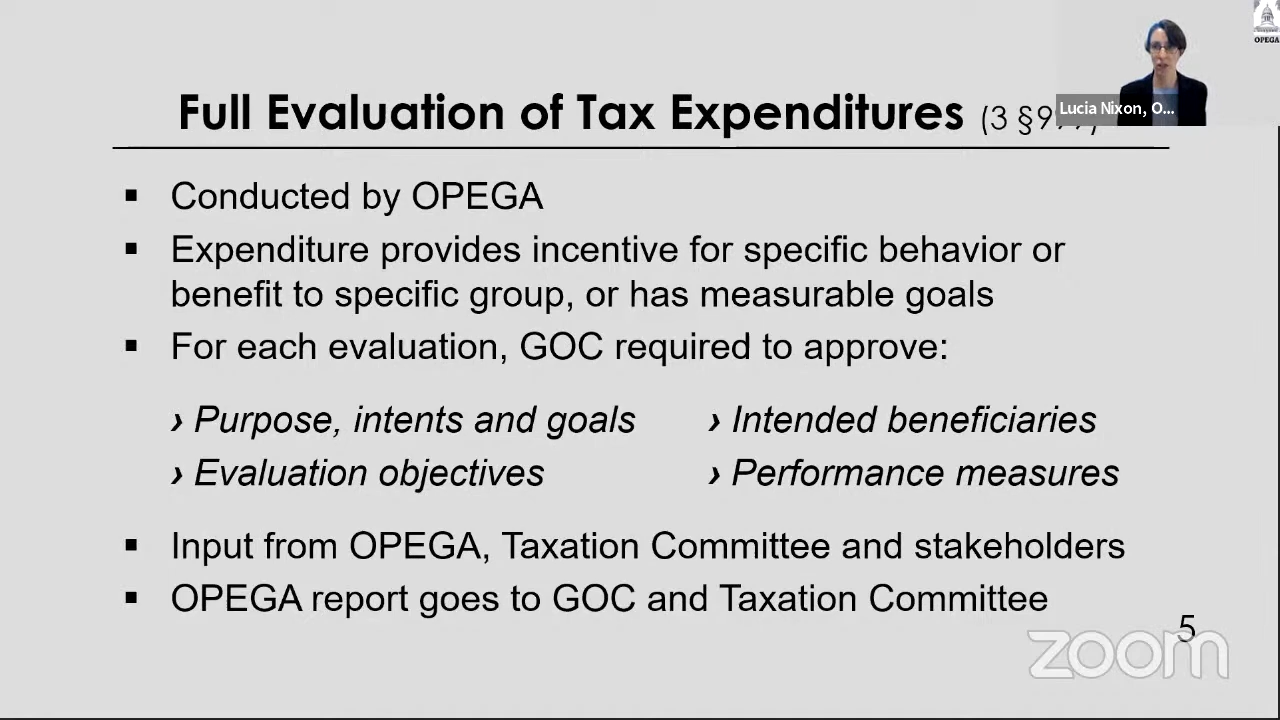 OPEGA
Lucia Nixon, O...
Full Evaluation of Tax Expenditures (3
▪ Conducted by OPEGA
▪ Expenditure provides incentive for specific behavior or
benefit to specific group, or has measurable goals
▪ For each evaluation, GOC required to approve:
› Purpose, intents and goals › Intended beneficiaries
› Evaluation objectives › Performance measures
▪ Input from OPEGA, Taxation Committee and stakeholders
▪ OPEGA report goes to GOC and Taxation Committee
5
zoom